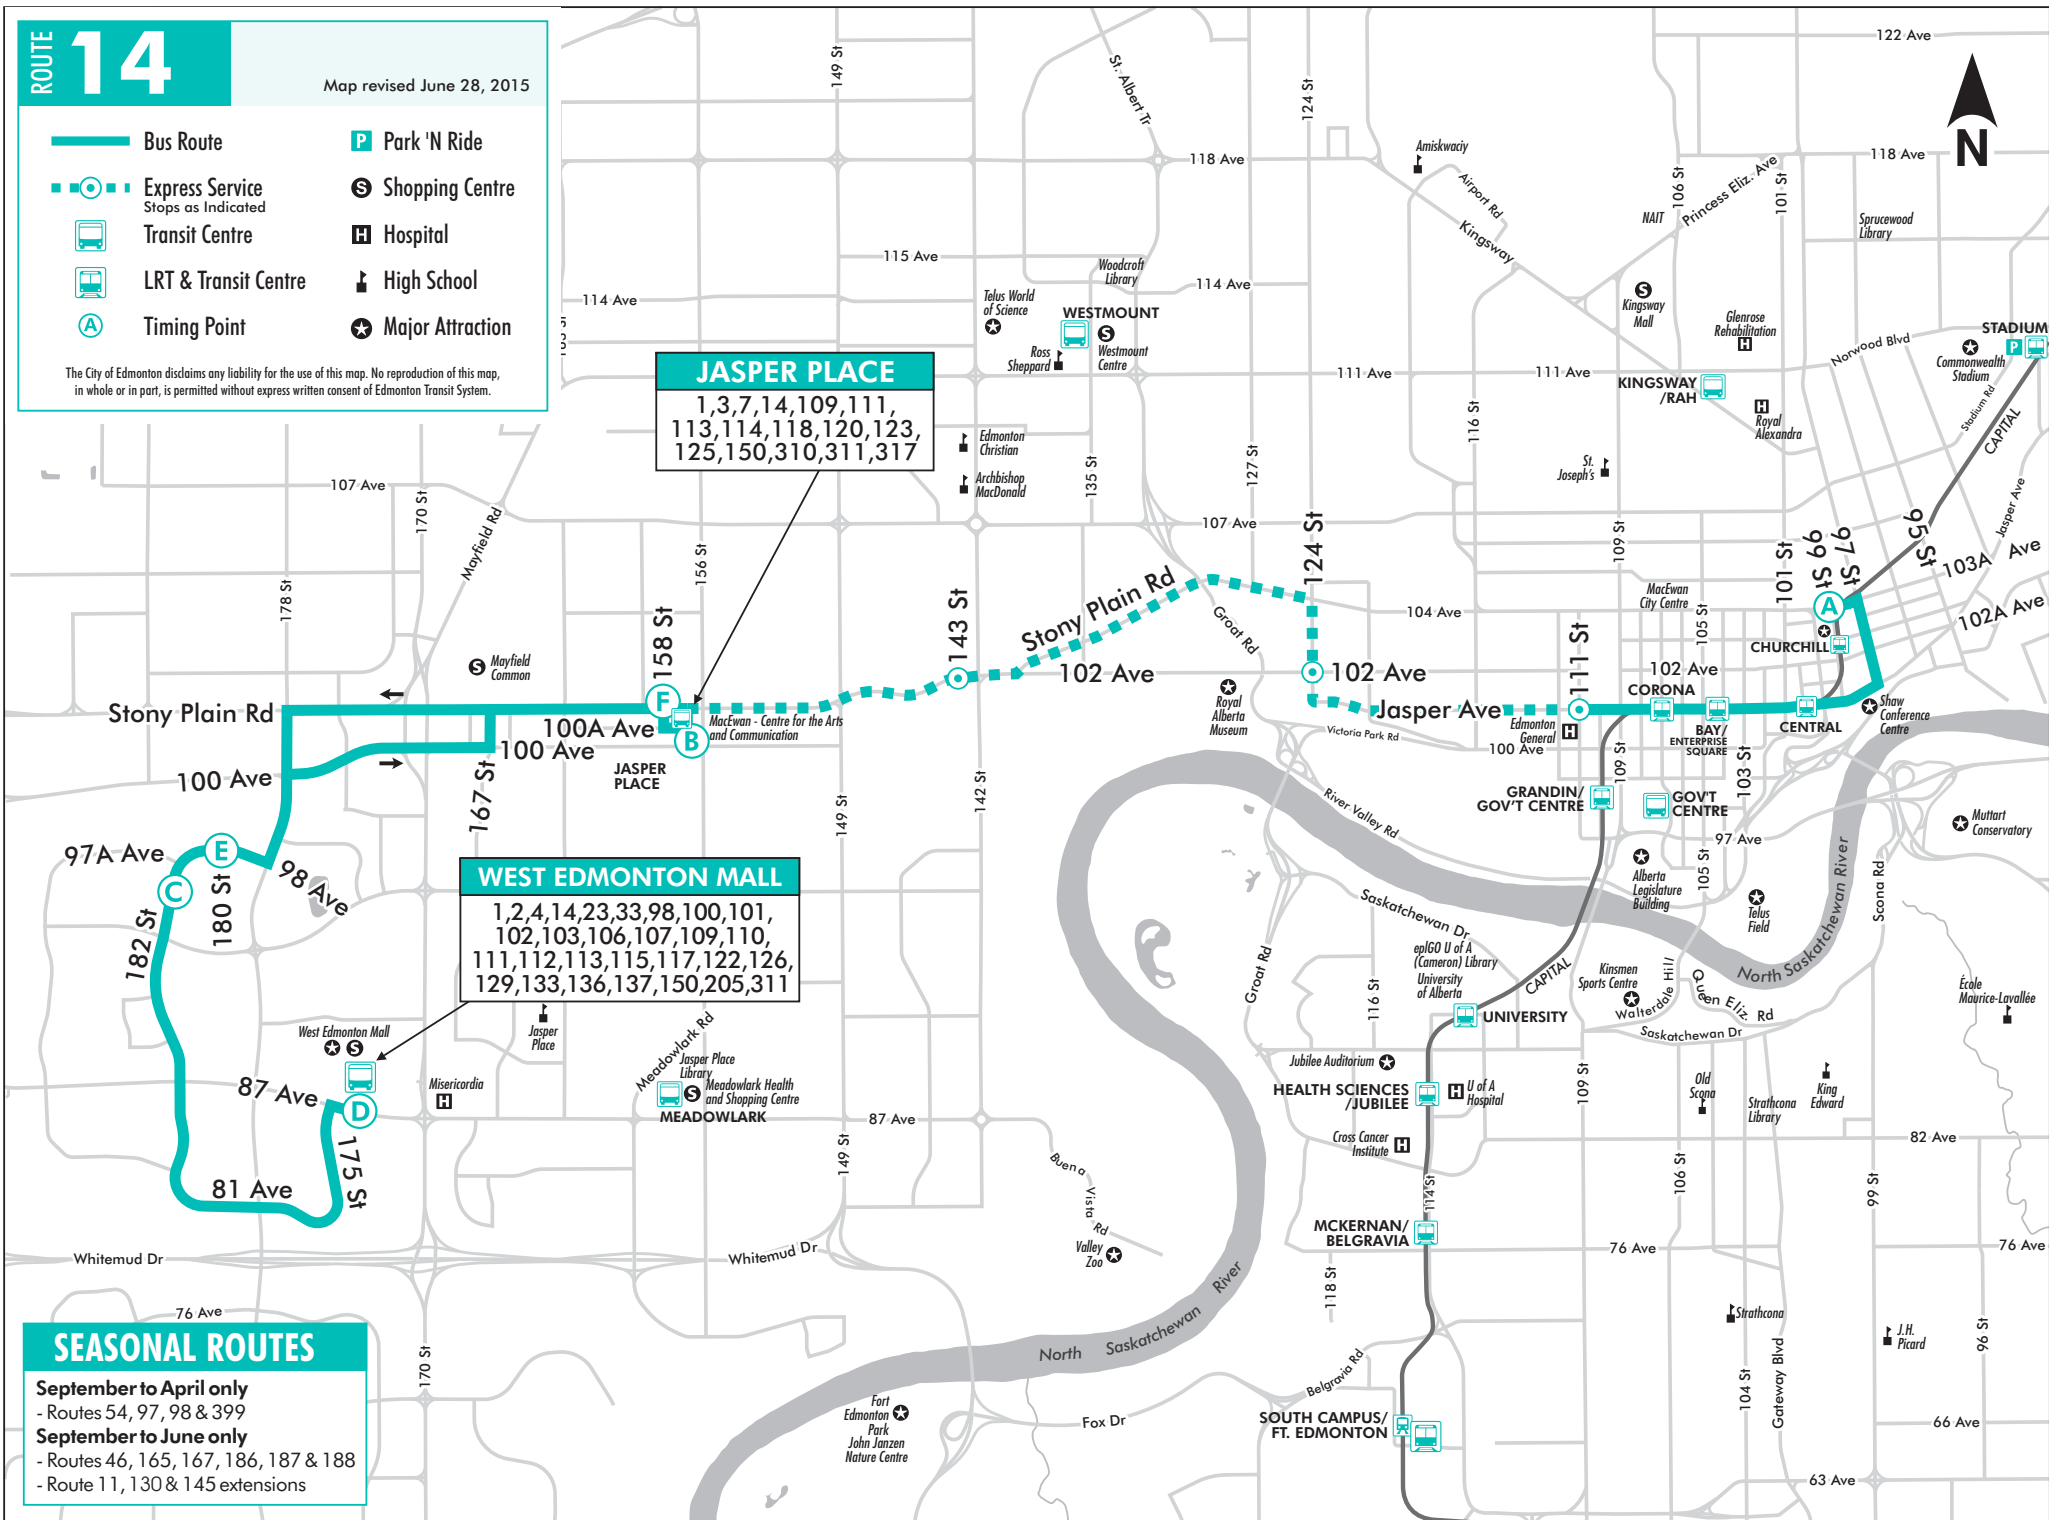 ROUTE 14
Map revised June 28, 2015
Bus Route
Park 'N Ride
Express Service
Stops as Indicated
Shopping Centre
Transit Centre
Hospital
LRT & Transit Centre
High School
Timing Point
Major Attraction
The City of Edmonton disclaims any liability for the use of this map. No reproduction of this map,
in whole or in part, is permitted without express written consent of Edmonton Transit System.
P
S
H
A
122 Ave
149 St
St. Albert Tr
124 St
N
118 Ave
118 Ave
Amiskwaciy
Airport Rd
Kingsway
106 St
Princess Eliz. Ave
101 St
NAIT
Sprucewood
Library
115 Ave
114 Ave
114 Ave
Woodcroft
Library
Telus World
of Science
WESTMOUNT
Ross
Sheppard
Westmount
Centre
Kingsway
Mall
Glenrose
Rehabilitation
Norwood Blvd
STADIUM
Commonwealth
Stadium
Stadium Rd
CAPITAL
111 Ave
111 Ave
KINGSWAY
/RAH
Royal
Alexandra
116 St
St.
Joseph's
JASPER PLACE
1,3,7,14,109,111,
113,114,118,120,123,
125,150,310,311,317
Edmonton
Christian
Archbishop
MacDonald
135 St
127 St
107 Ave
170 St
Mayfield Rd
107 Ave
178 St
156 St
124 St
109 St
101 St
99 St
97 St
95 St
Jasper Ave
103A Ave
102A Ave
MacEwan
City Centre
105 St
104 Ave
Groat Rd
Stony Plain Rd
143 St
158 St
Mayfield
Common
102 Ave
102 Ave
102 Ave
111 St
A
CHURCHILL
CORONA
Stony Plain Rd
F
B
100A Ave
MacEwan - Centre for the Arts
and Communication
100 Ave
JASPER
PLACE
100 Ave
167 St
Royal
Alberta
Museum
Jasper Ave
Victoria Park Rd
Edmonton
General
100 Ave
109 St
BAY/
ENTERPRISE
SQUARE
CENTRAL
Shaw
Conference
Centre
103 St
GRANDIN/
GOV'T CENTRE
GOV'T
CENTRE
149 St
142 St
River Valley Rd
97 Ave
Muttart
Conservatory
97A Ave
E
C
180 St
98 Ave
182 St
WEST EDMONTON MALL
1,2,4,14,23,33,98,100,101,
102,103,106,107,109,110,
111,112,113,115,117,122,126,
129,133,136,137,150,205,311
Alberta
Legislature
Building
105 St
Telus
Field
North Saskatchewan River
Scona Rd
Saskatchewan Dr
epIGO U of A
(Cameron) Library
University
of Alberta
CAPITAL
Groat Rd
116 St
UNIVERSITY
Kinsmen
Sports Centre
Walterdale Hill
Queen Eliz. Rd
Saskatchewan Dr
École
Maurice-Lavallée
West Edmonton Mall
Jasper
Place
Meadowlark Rd
Jasper Place
Library
Meadowlark Health
and Shopping Centre
MEADOWLARK
Misericordia
87 Ave
D
87 Ave
Jubilee Auditorium
HEALTH SCIENCES
/JUBILEE
U of A
Hospital
Cross Cancer
Institute
109 St
Old
Scona
Strathcona
Library
King
Edward
82 Ave
175 St
81 Ave
149 St
Buena Vista Rd
Valley
Zoo
114 St
106 St
99 St
MCKERNAN/
BELGRAVIA
76 Ave
76 Ave
118 St
Whitemud Dr
Whitemud Dr
76 Ave
170 St
North Saskatchewan River
Strathcona
J.H.
Picard
96 St
Belgravia Rd
104 St
Gateway Blvd
SEASONAL ROUTES
September to April only
- Routes 54, 97, 98 & 399
September to June only
- Routes 46, 165, 167, 186, 187 & 188
- Route 11, 130 & 145 extensions
Fort
Edmonton
Park
John Janzen
Nature Centre
Fox Dr
SOUTH CAMPUS/
FT. EDMONTON
66 Ave
63 Ave